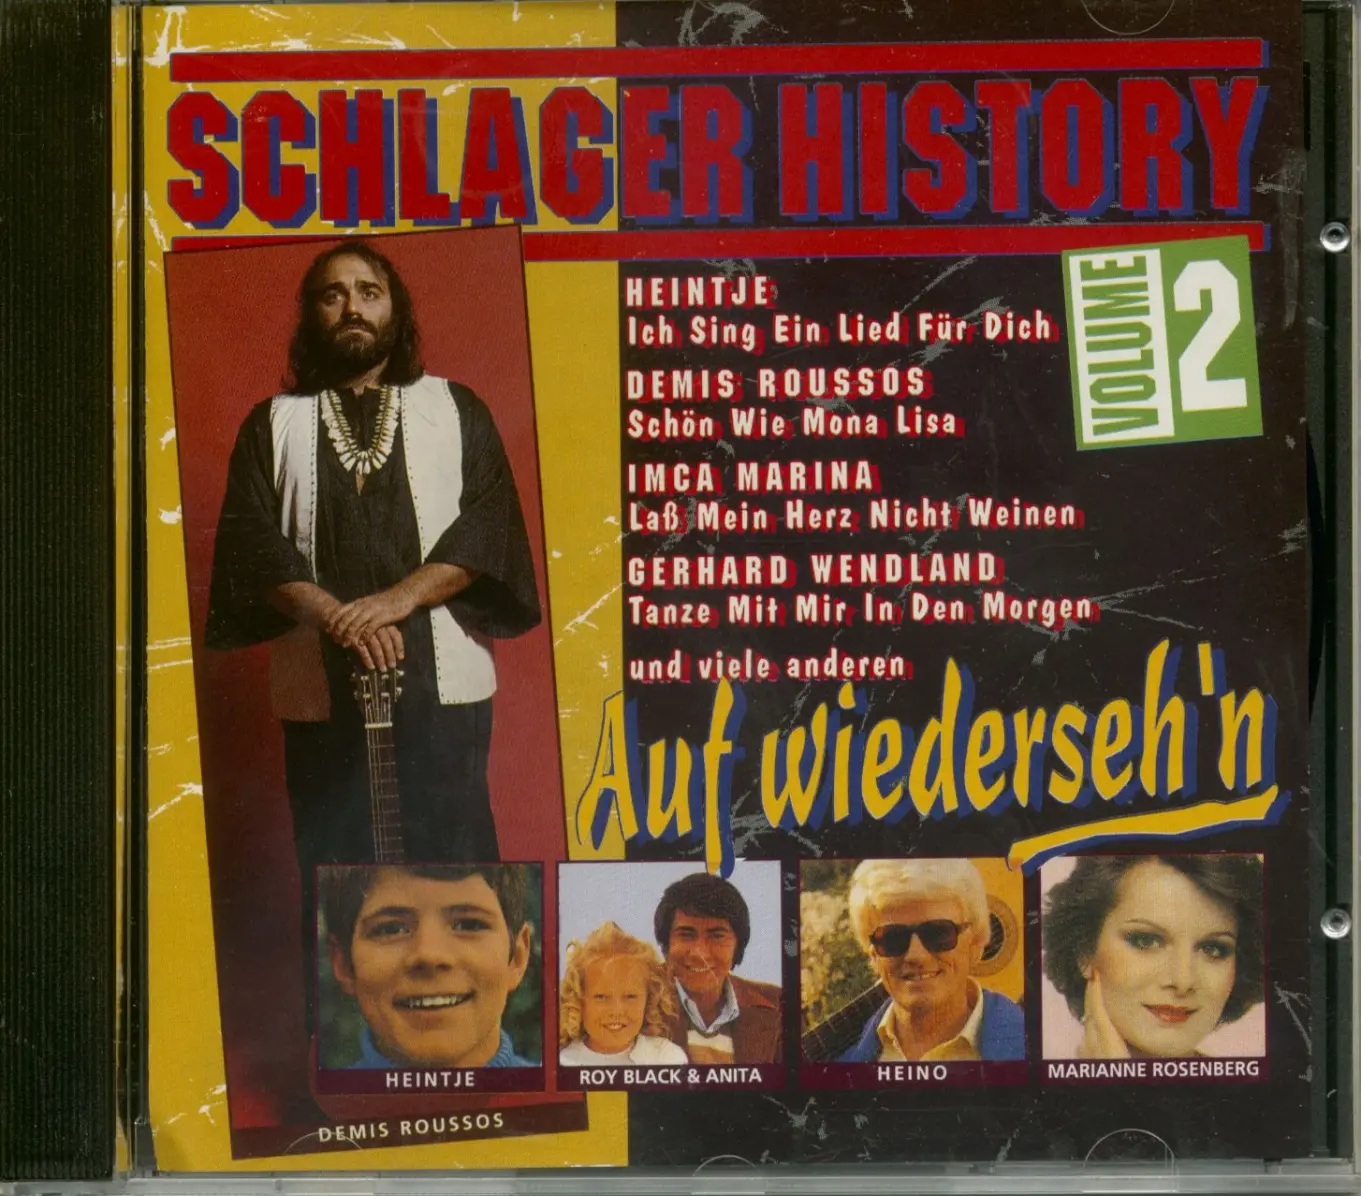 SCHLAGER HISTORY
VOLUME 2
HEINTJE
Ich Sing Ein Lied Für Dich
DEMIS ROUSSOS
Schön Wie Mona Lisa
IMCA MARINA
Laß Mein Herz Nicht Weinen
GERHARD WENDLAND
Tanze Mit Mir In Den Morgen
und viele anderen
Auf wiederseh'n
HEINTJE
ROY BLACK & ANITA
HEINO
MARIANNE ROSENBERG
DEMIS ROUSSOS